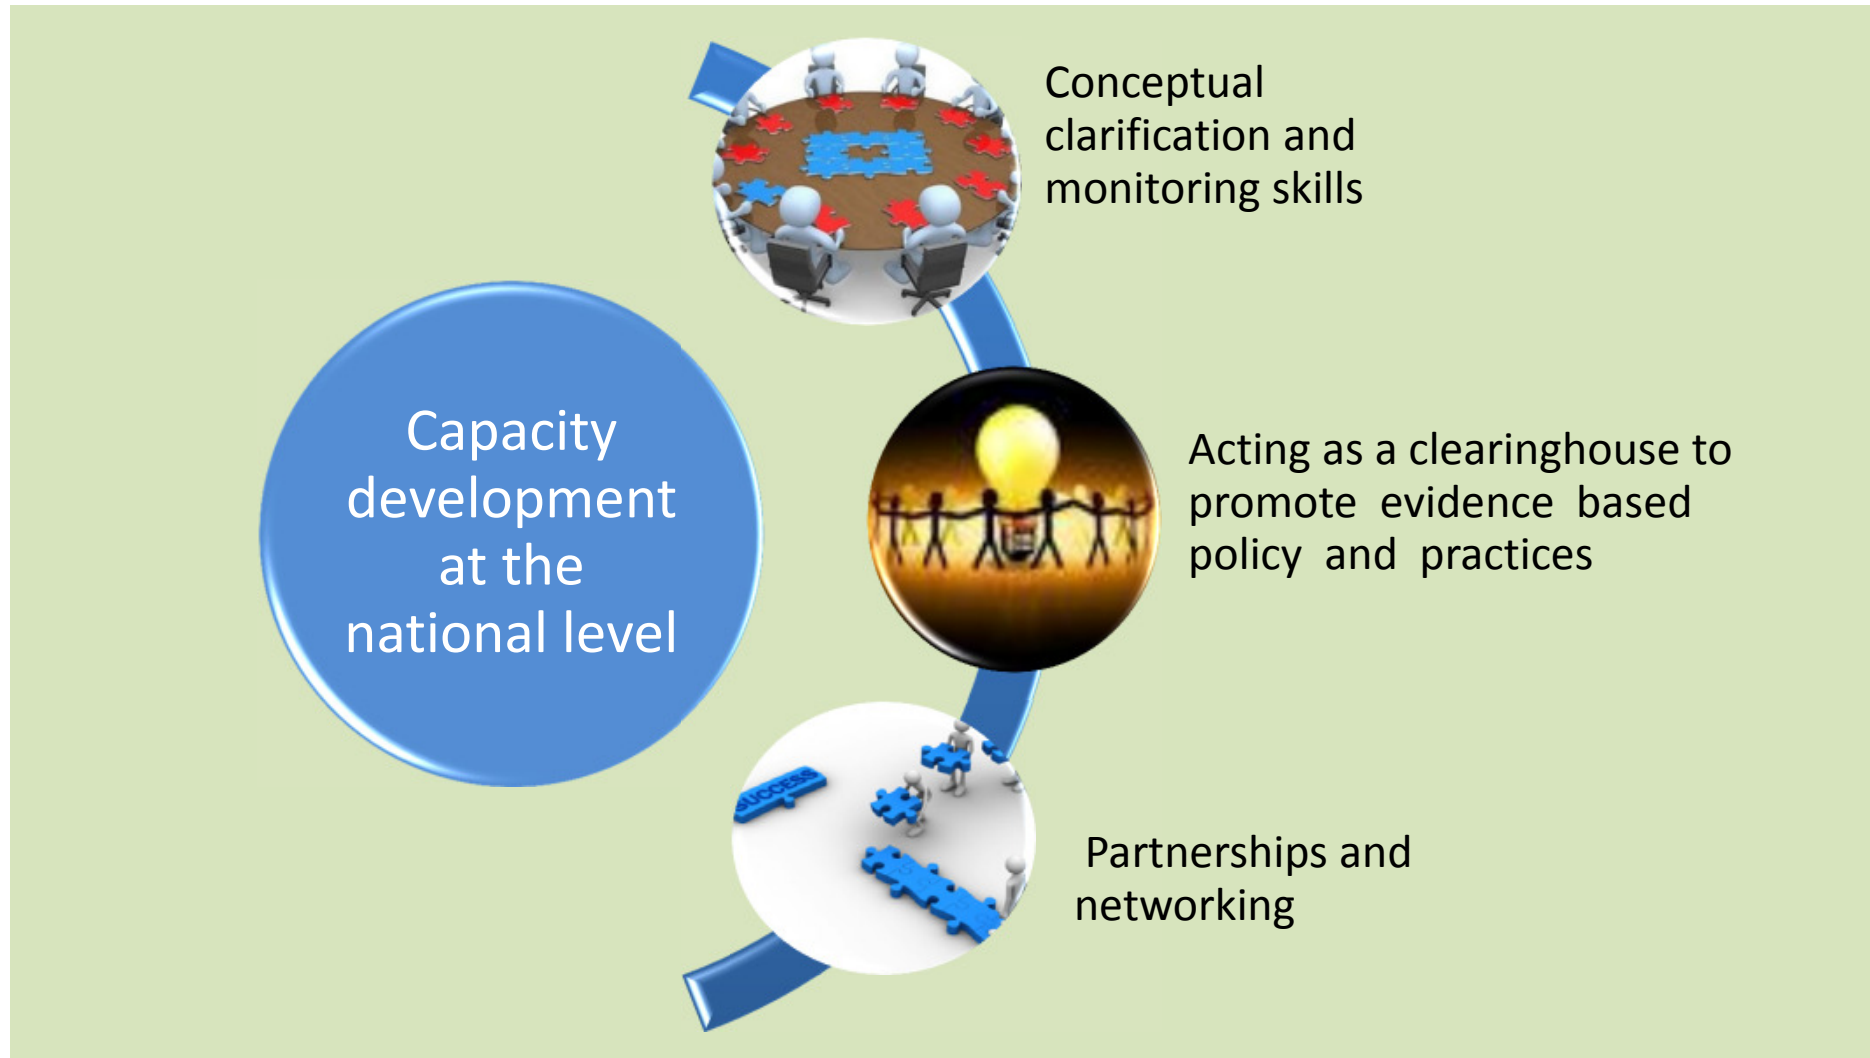 Capacity
development
at the
national level
Conceptual
clarification and
monitoring skills
Acting as a clearinghouse to
promote evidence based
policy and practices
SUCCESS
Partnerships and
networking